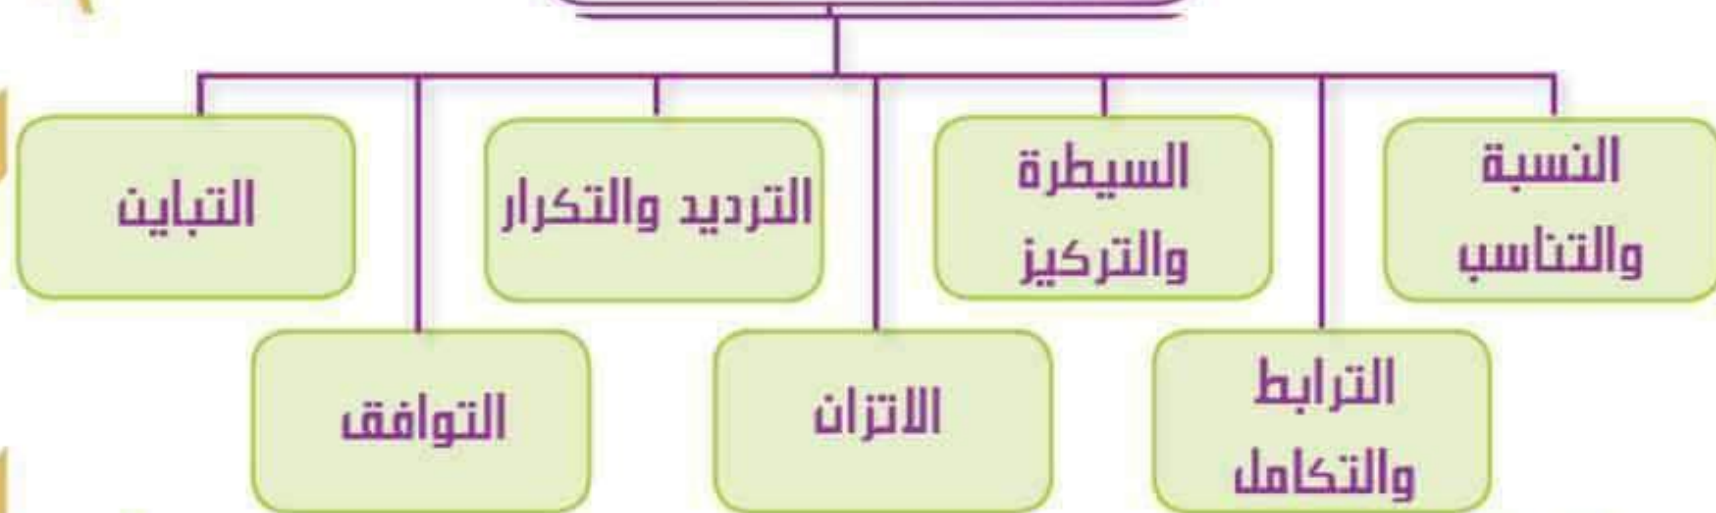 النسبة
والتناسب
السيطرة
والتركيز
الترديد والتكرار
التباين
الترابط
والتكامل
الاتزان
التوافق